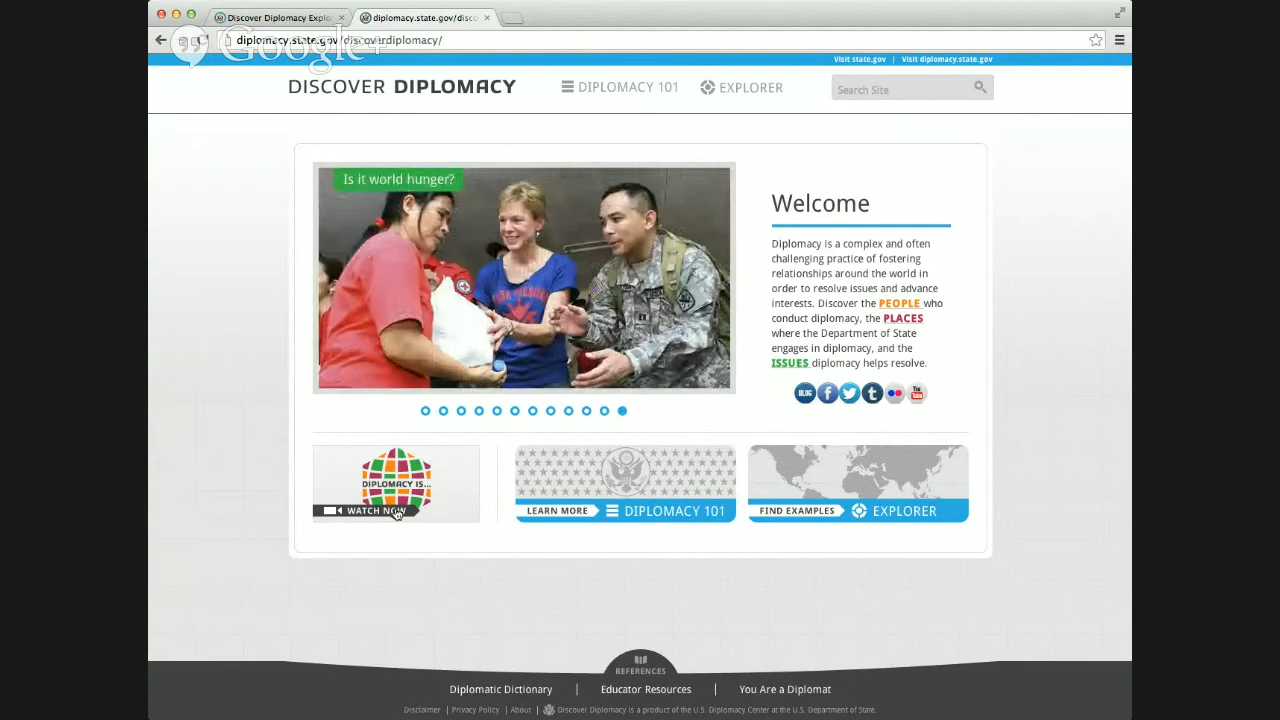 Discover Diplomacy Explo
diplomacy.state.gov/disco
diplomacy.state.gov/discoverdiplomacy/
Google+
Visit state.gov | Visit diplomacy.state.gov
DISCOVER DIPLOMACY
DIPLOMACY 101
EXPLORER
Search Site
Is it world hunger?
Welcome
Diplomacy is a complex and often
challenging practice of fostering
relationships around the world in
order to resolve issues and advance
interests. Discover the PEOPLE who
conduct diplomacy, the PLACES
where the Department of State
engages in diplomacy, and the
ISSUES diplomacy helps resolve.
BLOG
You Tube
DIPLOMACY IS...
WATCH NOW
LEARN MORE
DIPLOMACY 101
FIND EXAMPLES
EXPLORER
REFERENCES
Diplomatic Dictionary | Educator Resources | You Are a Diplomat
Disclaimer | Privacy Policy | About | Discover Diplomacy is a product of the U.S. Diplomacy Center at the U.S. Department of State.